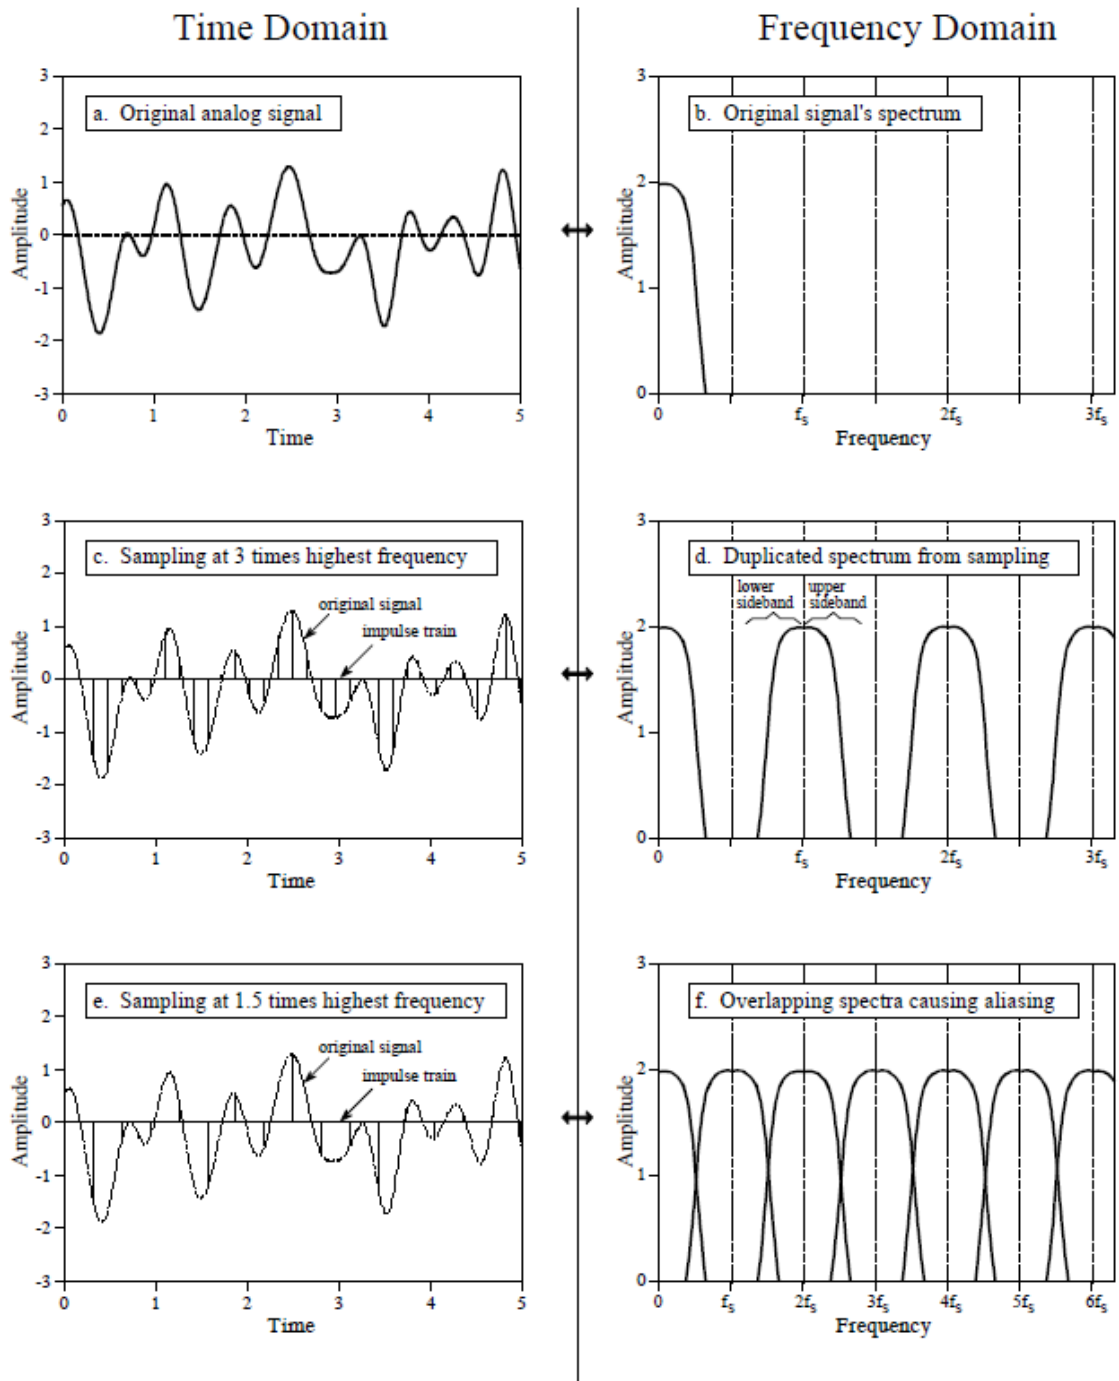 Time Domain
Frequency Domain
a. Original analog signal
3
2
1
0
-1
-2
-3
Amplitude
0 1 2 3 4 5
Time
b. Original signal's spectrum
3
2
1
0
Amplitude
0 fs 2fs 3fs
Frequency
c. Sampling at 3 times highest frequency
original signal
impulse train
3
2
1
0
-1
-2
-3
Amplitude
0 1 2 3 4 5
Time
d. Duplicated spectrum from sampling
lower
sideband
upper
sideband
3
2
1
0
Amplitude
0 fs 2fs 3fs
Frequency
e. Sampling at 1.5 times highest frequency
original signal
impulse train
3
2
1
0
-1
-2
-3
Amplitude
0 1 2 3 4 5
Time
f. Overlapping spectra causing aliasing
3
2
1
0
Amplitude
0 fs 2fs 3fs 4fs 5fs 6fs
Frequency